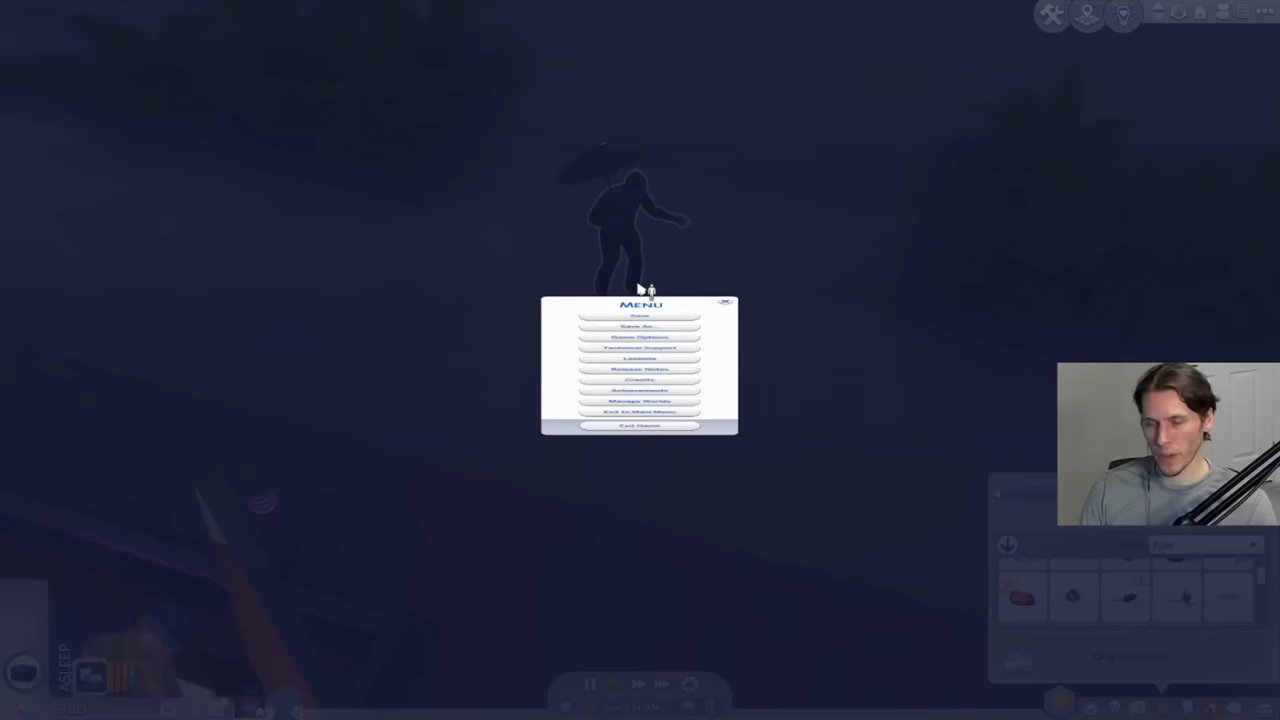 MENU
Save
Save As...
Game Options
Technical Support
Lessons
Release Notes
Credits
Achievements
Manage Worlds
Exit to Main Menu
Exit Game
ASLEEP